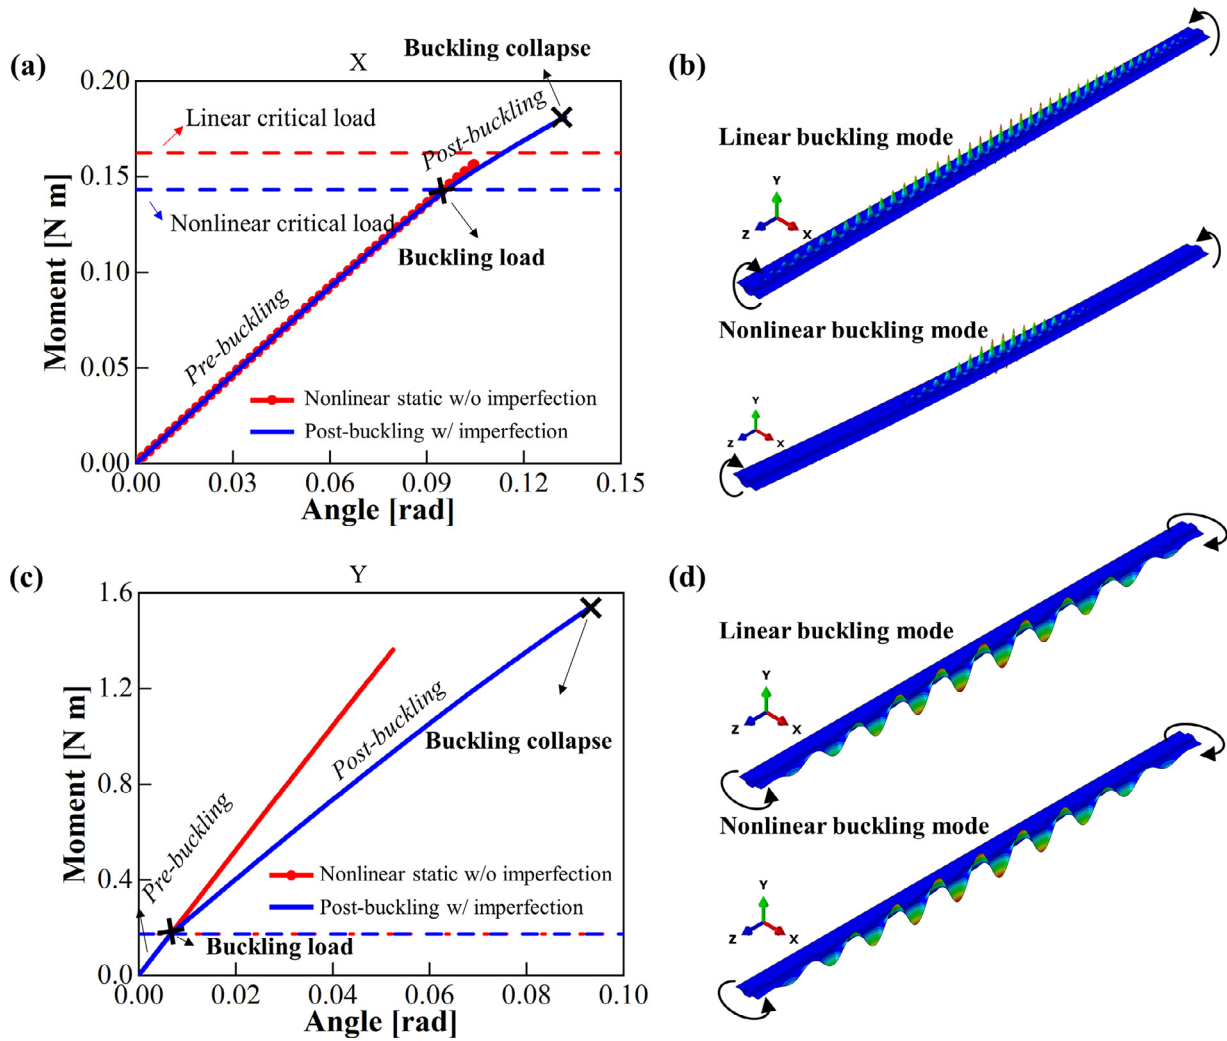 (a)
X
Buckling collapse
0.20
0.15
0.10
0.05
0.00
Moment [N m]
Linear critical load
Nonlinear critical load
Post-buckling
Pre-buckling
Buckling load
Nonlinear static w/o imperfection
Post-buckling w/ imperfection
0.00 0.03 0.06 0.09 0.12 0.15
Angle [rad]
(b)
Linear buckling mode
Y
Z X
Nonlinear buckling mode
Y
Z X
(c)
Y
1.6
1.2
0.8
0.4
0.0
Moment [N m]
Pre-buckling
Post-buckling
Buckling collapse
Nonlinear static w/o imperfection
Post-buckling w/ imperfection
Buckling load
0.00 0.02 0.04 0.06 0.08 0.10
Angle [rad]
(d)
Linear buckling mode
Y
Z X
Nonlinear buckling mode
Y
Z X